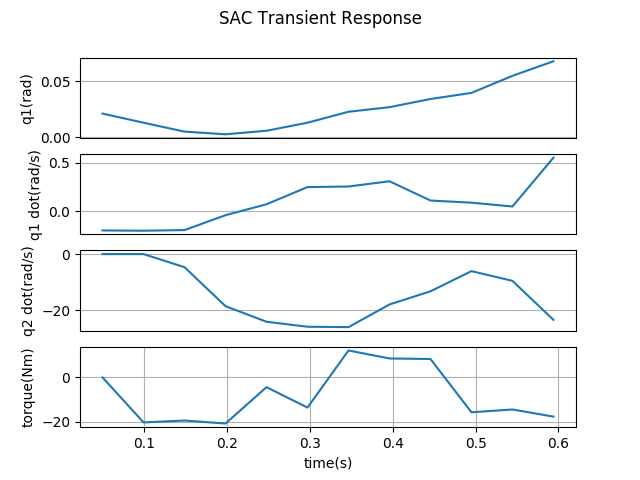 SAC Transient Response
q1(rad)
0.05
0.00
q1 dot(rad/s)
0.5
0.0
q2 dot(rad/s)
0
−20
torque(Nm)
0
−20
0.1 0.2 0.3 0.4 0.5 0.6
time(s)